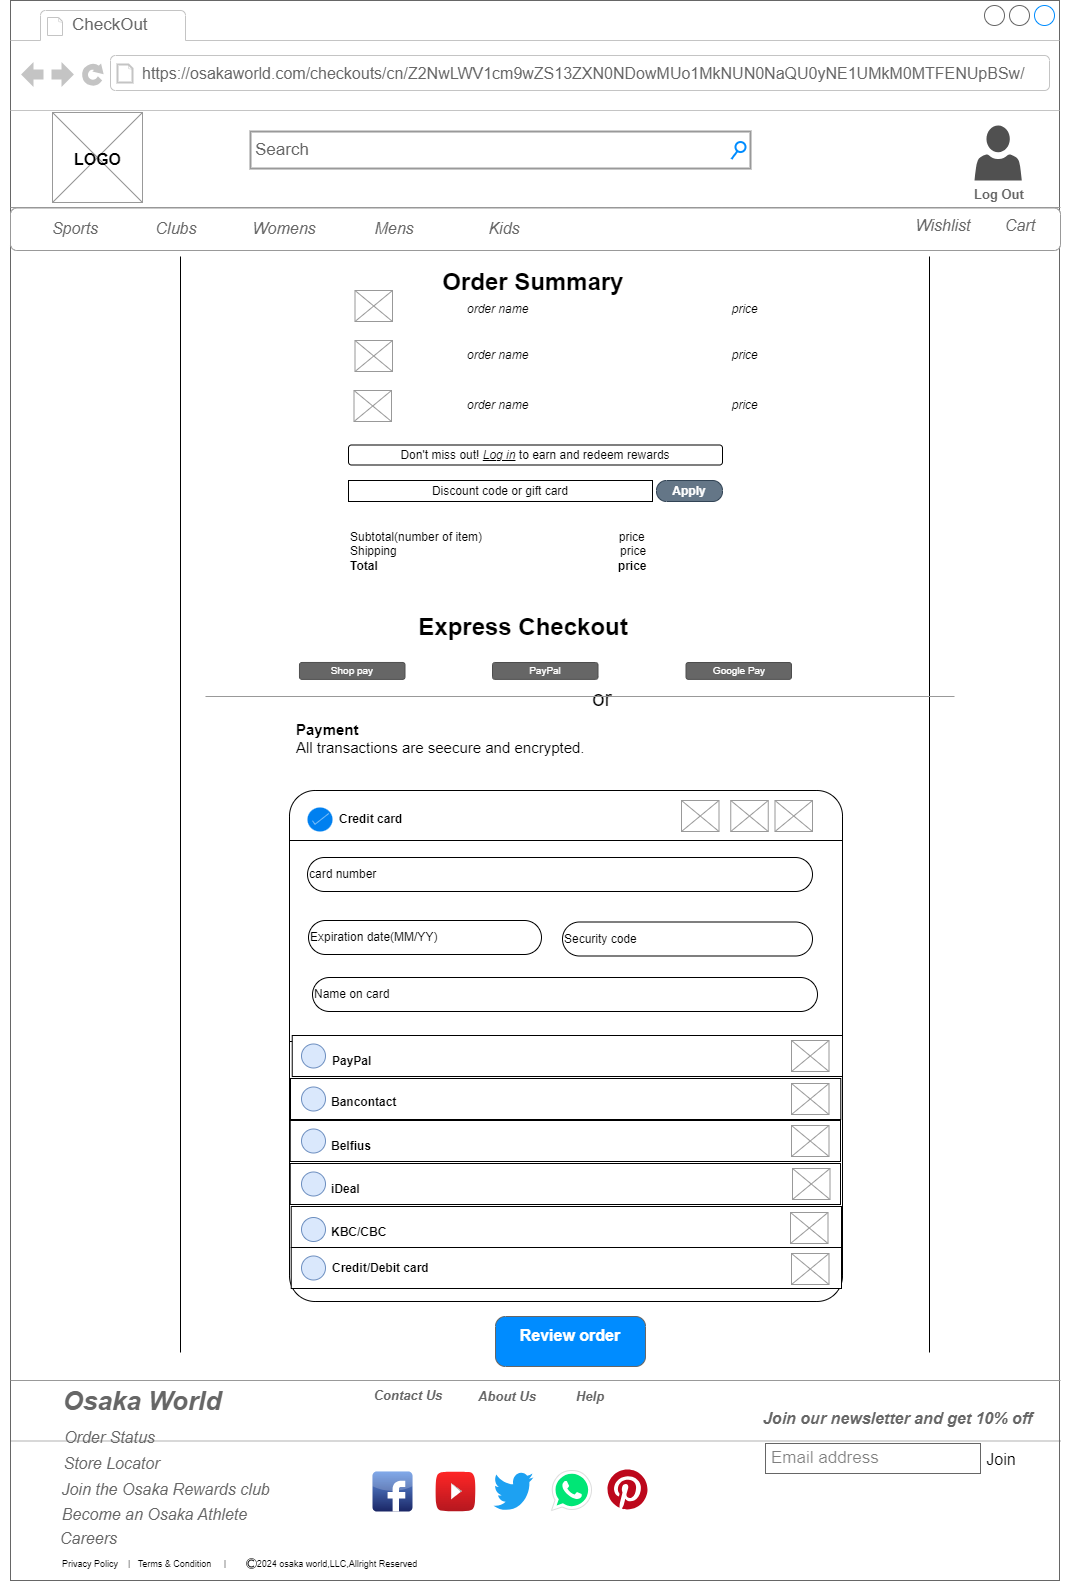 CheckOut
https://osakaworld.com/checkouts/cn/Z2NwLWV1cm9wZS13ZXN0NDowMUo1MkNUN0NaQU0yNE1UMkM0MTFENUpBSw/
LOGO
Search
Log Out
Sports Clubs Womens Mens Kids Wishlist Cart
Order Summary
order name price
order name price
order name price
Don't miss out! Log in to earn and redeem rewards
Discount code or gift card Apply
Subtotal(number of item) price
Shipping price
Total price
Express Checkout
Shop pay PayPal Google Pay
or
Payment
All transactions are seecure and encrypted.
Credit card
card number
Expiration date(MM/YY) Security code
Name on card
PayPal
Bancontact
Belfius
iDeal
KBC/CBC
Credit/Debit card
Review order
Osaka World Contact Us About Us Help
Join our newsletter and get 10% off
Order Status
Email address Join
Store Locator
Join the Osaka Rewards club
Become an Osaka Athlete
Careers
Privacy Policy | Terms & Condition | ©2024 osaka world,LLC,Allright Reserved